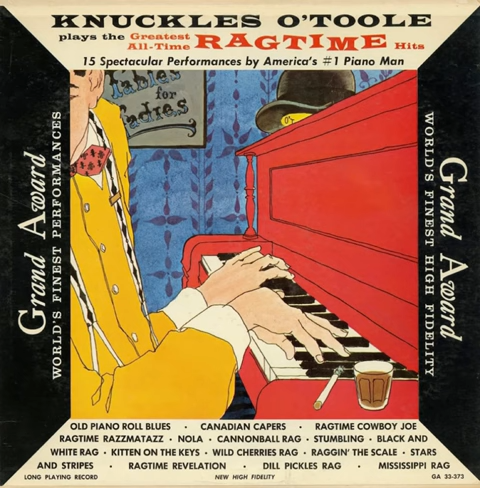 KNUCKLES O'TOOLE
plays the Greatest All-Time RAGTIME Hits
15 Spectacular Performances by America's #1 Piano Man
Tables
for
Ladies
Grand Award
WORLD'S FINEST PERFORMANCES
Grand Award
WORLD'S FINEST HIGH FIDELITY
OLD PIANO ROLL BLUES • CANADIAN CAPERS • RAGTIME COWBOY JOE
RAGTIME RAZZMATAZZ • NOLA • CANNONBALL RAG • STUMBLING • BLACK AND
WHITE RAG • KITTEN ON THE KEYS • WILD CHERRIES RAG • RAGGIN' THE SCALE • STARS
AND STRIPES • RAGTIME REVELATION • DILL PICKLES RAG • MISSISSIPPI RAG
LONG PLAYING RECORD NEW HIGH FIDELITY GA 33-373